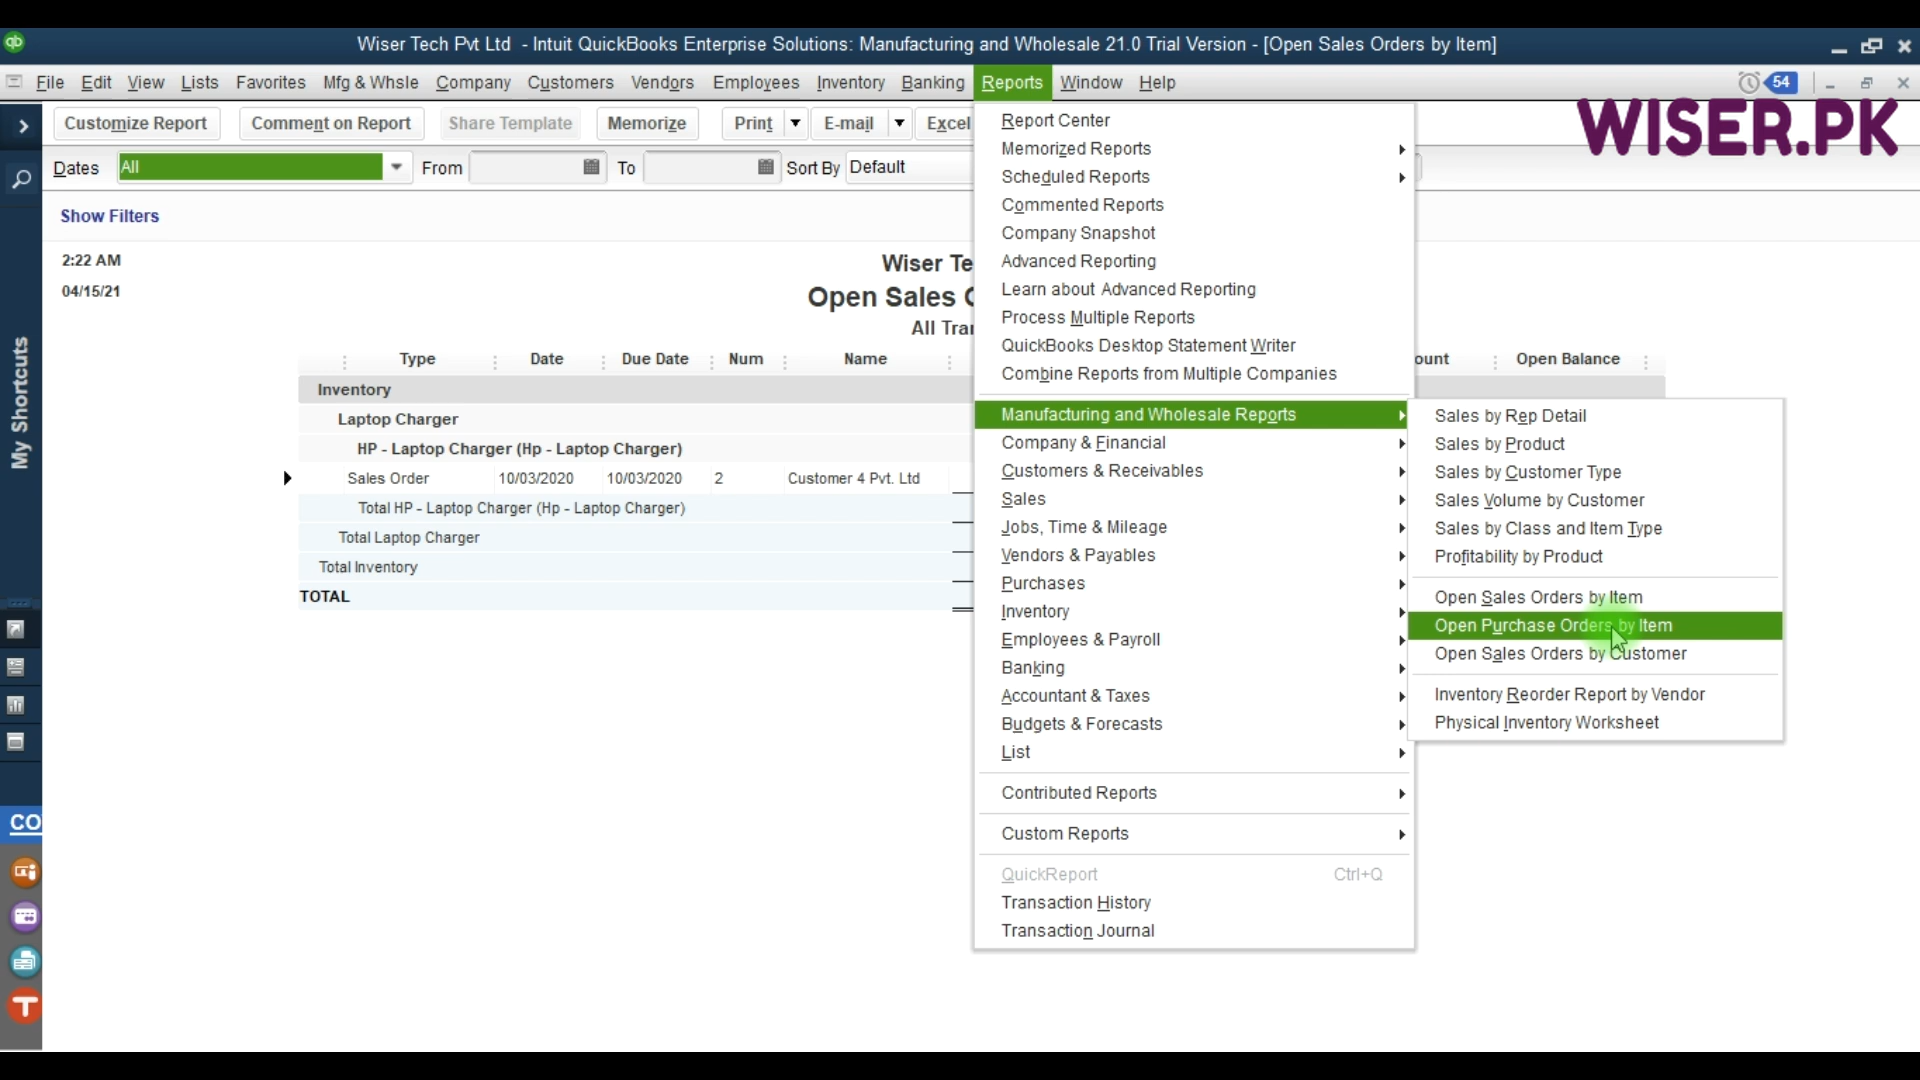 Wiser Tech Pvt Ltd - Intuit QuickBooks Enterprise Solutions: Manufacturing and Wholesale 21.0 Trial Version - [Open Sales Orders by Item]
File Edit View Lists Favorites Mfg & Whsle Company Customers Vendors Employees Inventory Banking Reports Window Help 54
WISER.PK
Customize Report Comment on Report Share Template Memorize Print E-mail Excel
Dates All From To Sort By Default
Show Filters
2:22 AM
04/15/21
Wiser Te
Open Sales
All Tra
Type Date Due Date Num Name ount Open Balance
Inventory
Laptop Charger
HP - Laptop Charger (Hp - Laptop Charger)
Sales Order 10/03/2020 10/03/2020 2 Customer 4 Pvt. Ltd
Total HP - Laptop Charger (Hp - Laptop Charger)
Total Laptop Charger
Total Inventory
TOTAL
My Shortcuts
CO
Report Center
Memorized Reports
Scheduled Reports
Commented Reports
Company Snapshot
Advanced Reporting
Learn about Advanced Reporting
Process Multiple Reports
QuickBooks Desktop Statement Writer
Combine Reports from Multiple Companies
Manufacturing and Wholesale Reports
Company & Financial
Customers & Receivables
Sales
Jobs, Time & Mileage
Vendors & Payables
Purchases
Inventory
Employees & Payroll
Banking
Accountant & Taxes
Budgets & Forecasts
List
Contributed Reports
Custom Reports
QuickReport Ctrl+Q
Transaction History
Transaction Journal
Sales by Rep Detail
Sales by Product
Sales by Customer Type
Sales Volume by Customer
Sales by Class and Item Type
Profitability by Product
Open Sales Orders by Item
Open Purchase Orders by Item
Open Sales Orders by Customer
Inventory Reorder Report by Vendor
Physical Inventory Worksheet